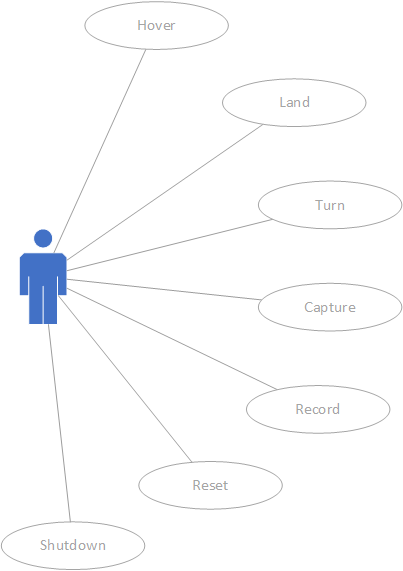 Hover
Land
Turn
Capture
Record
Reset
Shutdown